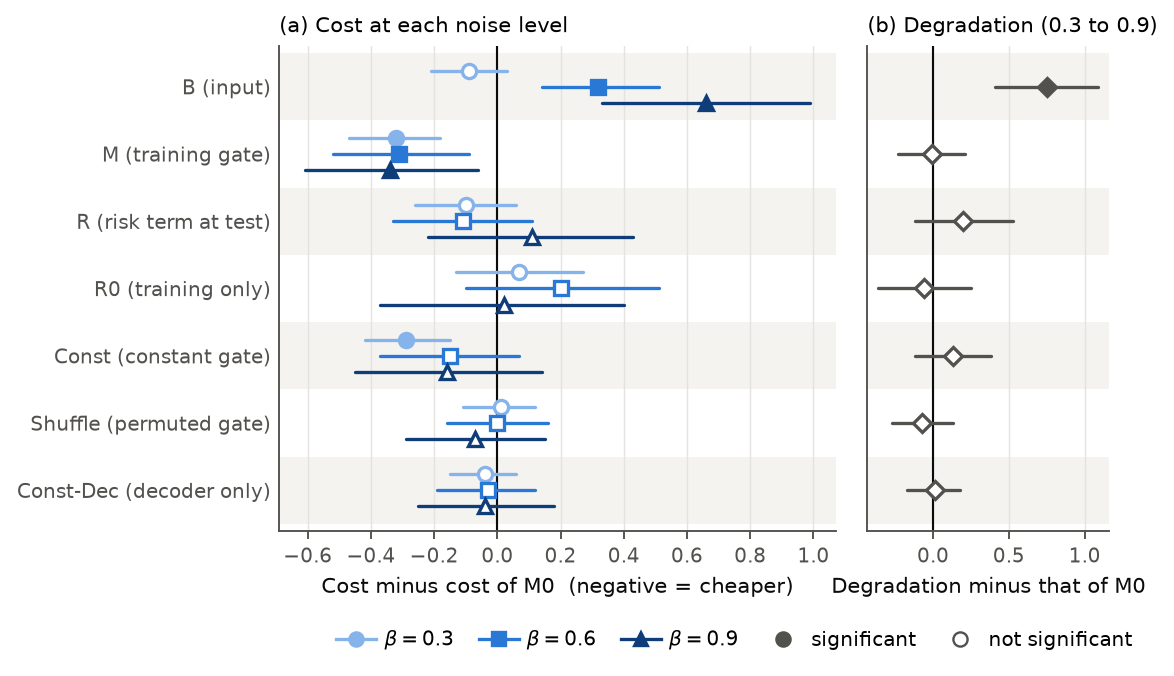 (a) Cost at each noise level
(b) Degradation (0.3 to 0.9)
B (input)
M (training gate)
R (risk term at test)
R0 (training only)
Const (constant gate)
Shuffle (permuted gate)
Const-Dec (decoder only)
−0.6 −0.4 −0.2 0.0 0.2 0.4 0.6 0.8 1.0
0.0 0.5 1.0
Cost minus cost of M0 (negative = cheaper)
Degradation minus that of M0
β = 0.3 β = 0.6 β = 0.9 significant not significant